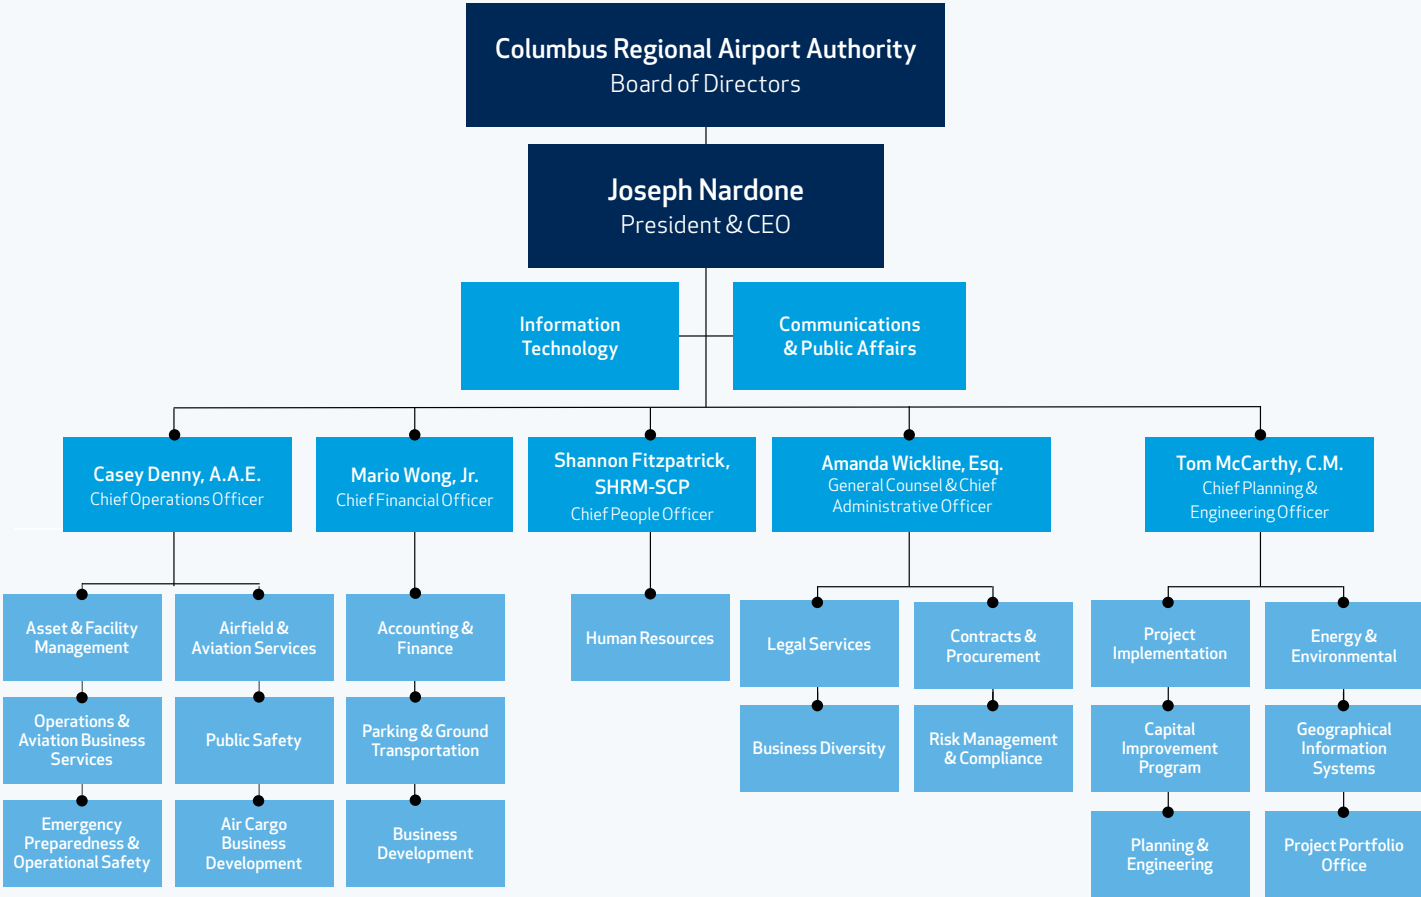 Columbus Regional Airport Authority
Board of Directors
Joseph Nardone
President & CEO
Information
Technology
Communications
& Public Affairs
Casey Denny, A.A.E.
Chief Operations Officer
Mario Wong, Jr.
Chief Financial Officer
Shannon Fitzpatrick,
SHRM-SCP
Chief People Officer
Amanda Wickline, Esq.
General Counsel & Chief
Administrative Officer
Tom McCarthy, C.M.
Chief Planning &
Engineering Officer
Asset & Facility
Management
Airfield &
Aviation Services
Accounting &
Finance
Human Resources
Legal Services
Contracts &
Procurement
Project
Implementation
Energy &
Environmental
Operations &
Aviation Business
Services
Public Safety
Parking & Ground
Transportation
Business Diversity
Risk Management
& Compliance
Capital
Improvement
Program
Geographical
Information
Systems
Emergency
Preparedness &
Operational Safety
Air Cargo
Business
Development
Business
Development
Planning &
Engineering
Project Portfolio
Office